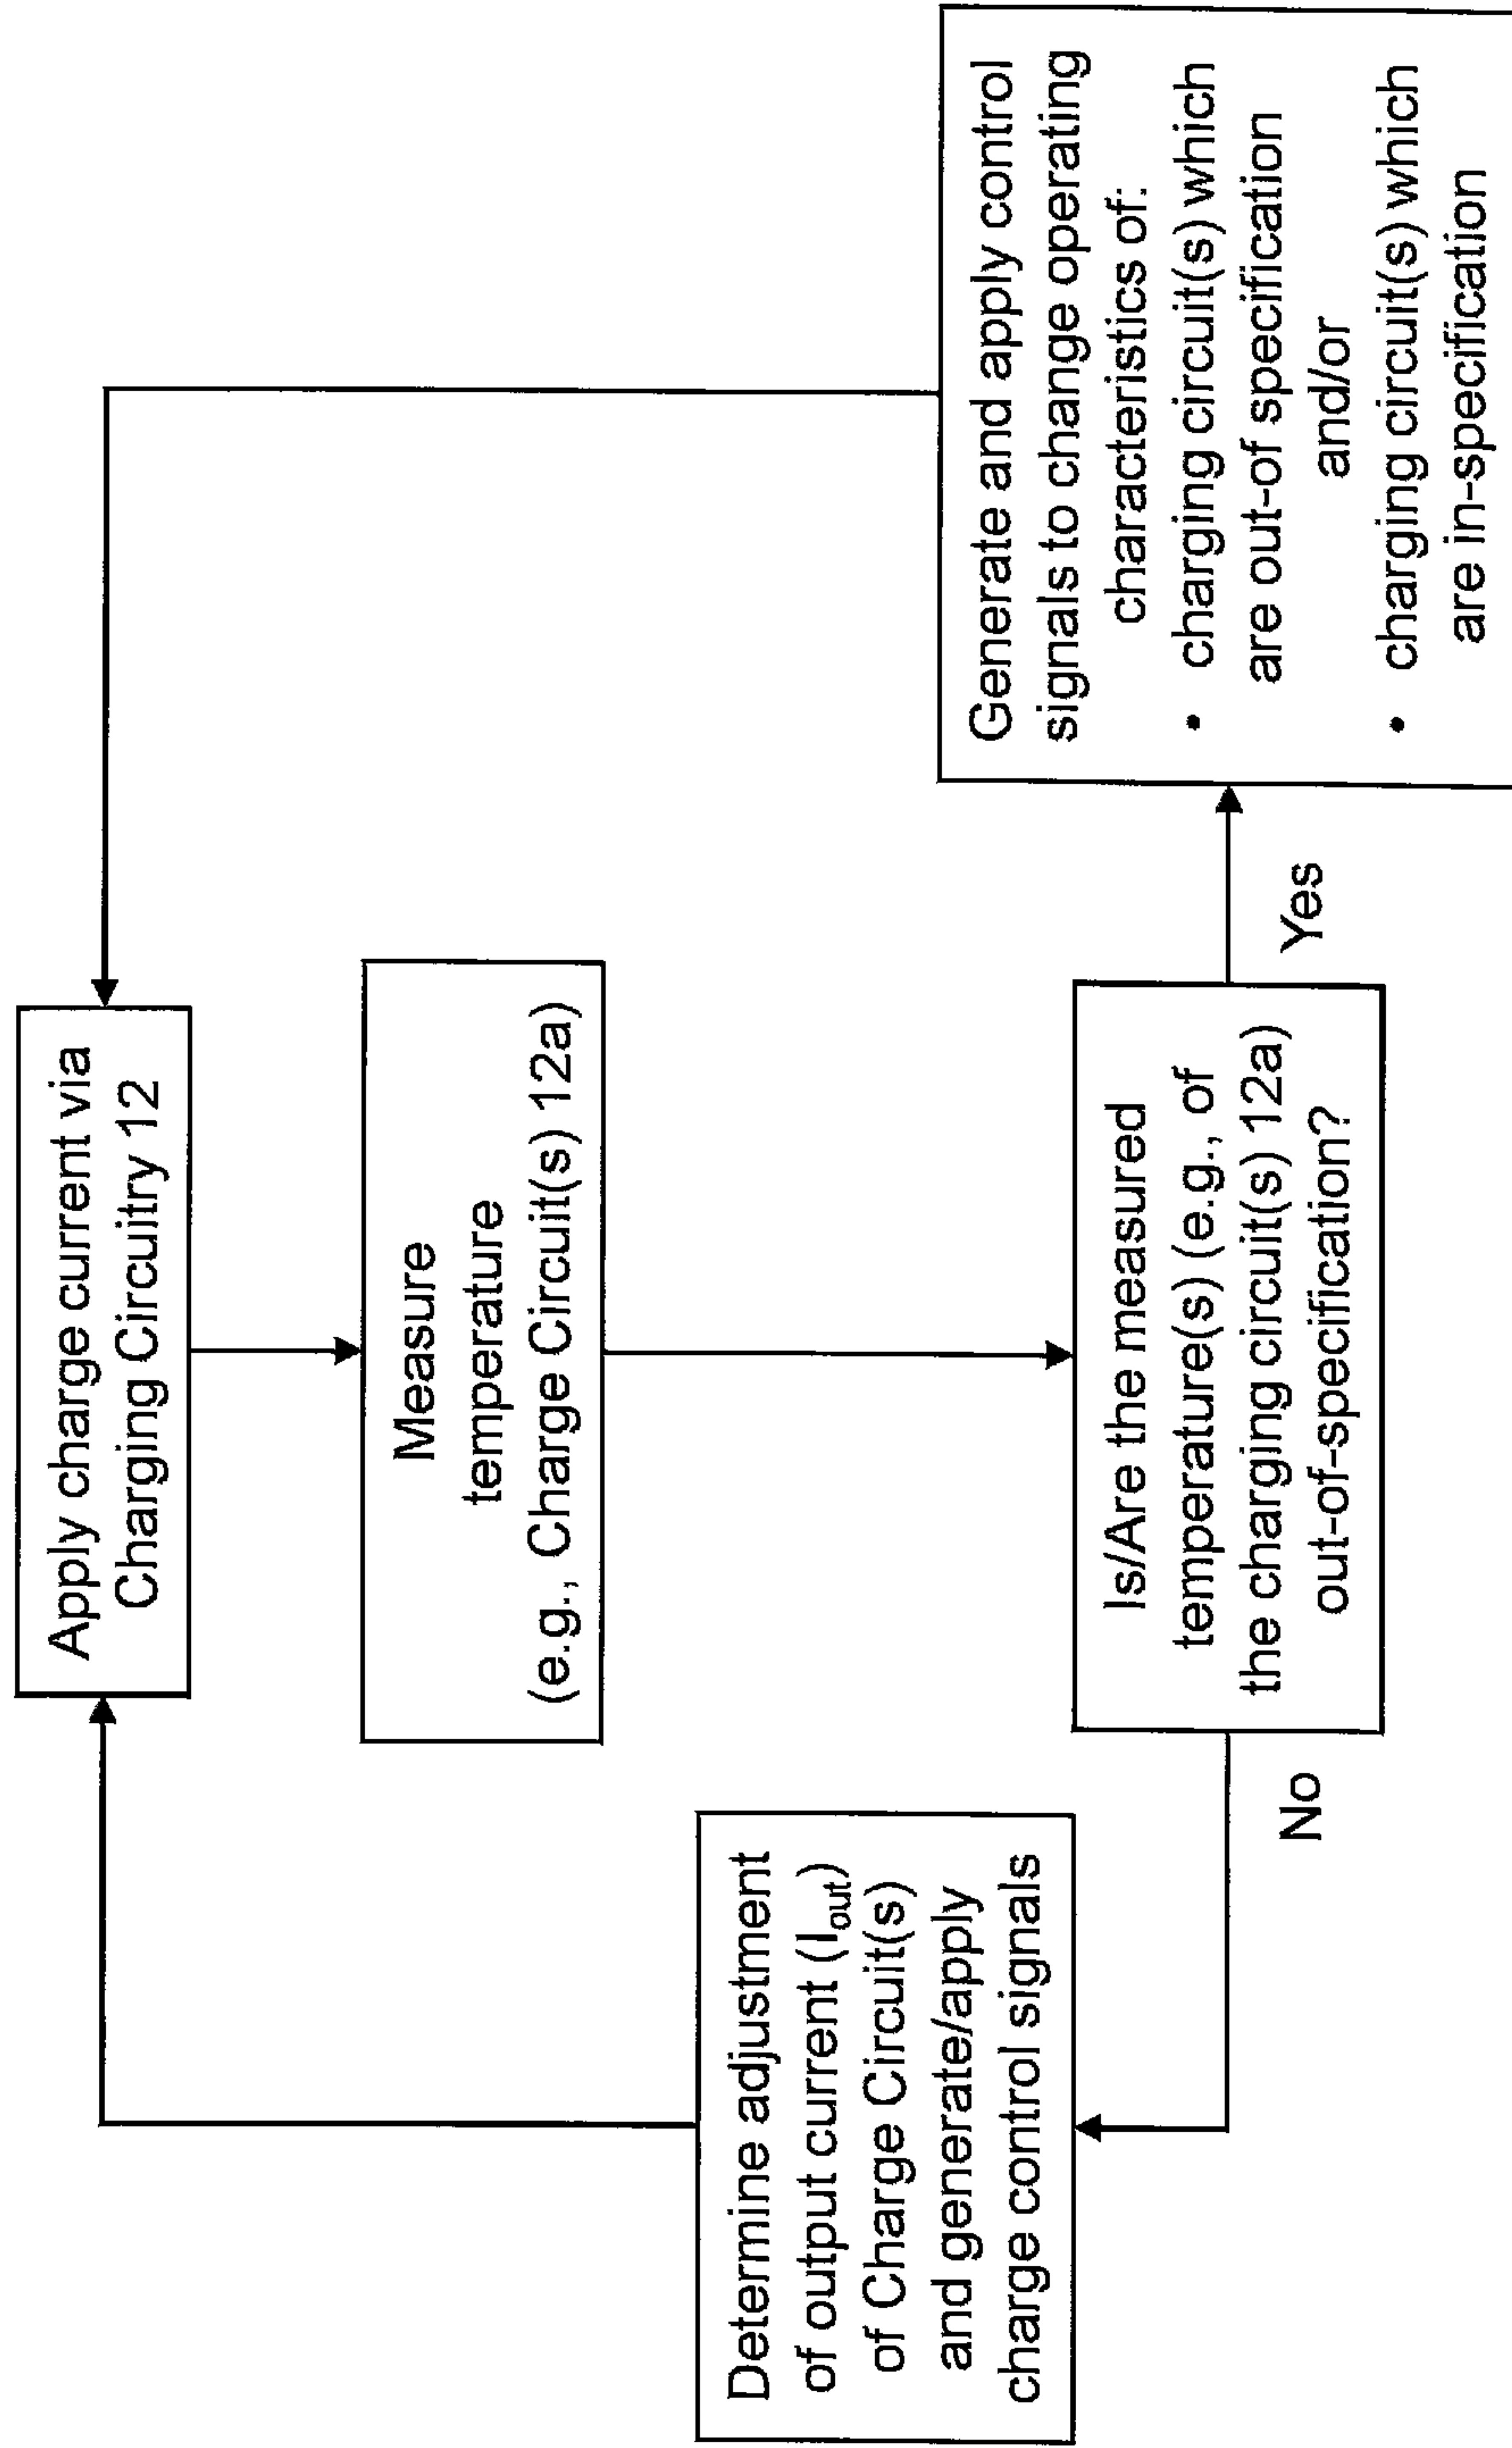 Apply charge current via
Charging Circuitry 12
Measure
temperature
(e.g., Charge Circuit(s) 12a)
Is/Are the measured
temperature(s) (e.g., of
the charging circuit(s) 12a)
out-of-specification?
No
Yes
Determine adjustment
of output current (Iout)
of Charge Circuit(s)
and generate/apply
charge control signals
Generate and apply control
signals to change operating
characteristics of:
• charging circuit(s) which
are out-of specification
and/or
• charging circuit(s) which
are in-specification